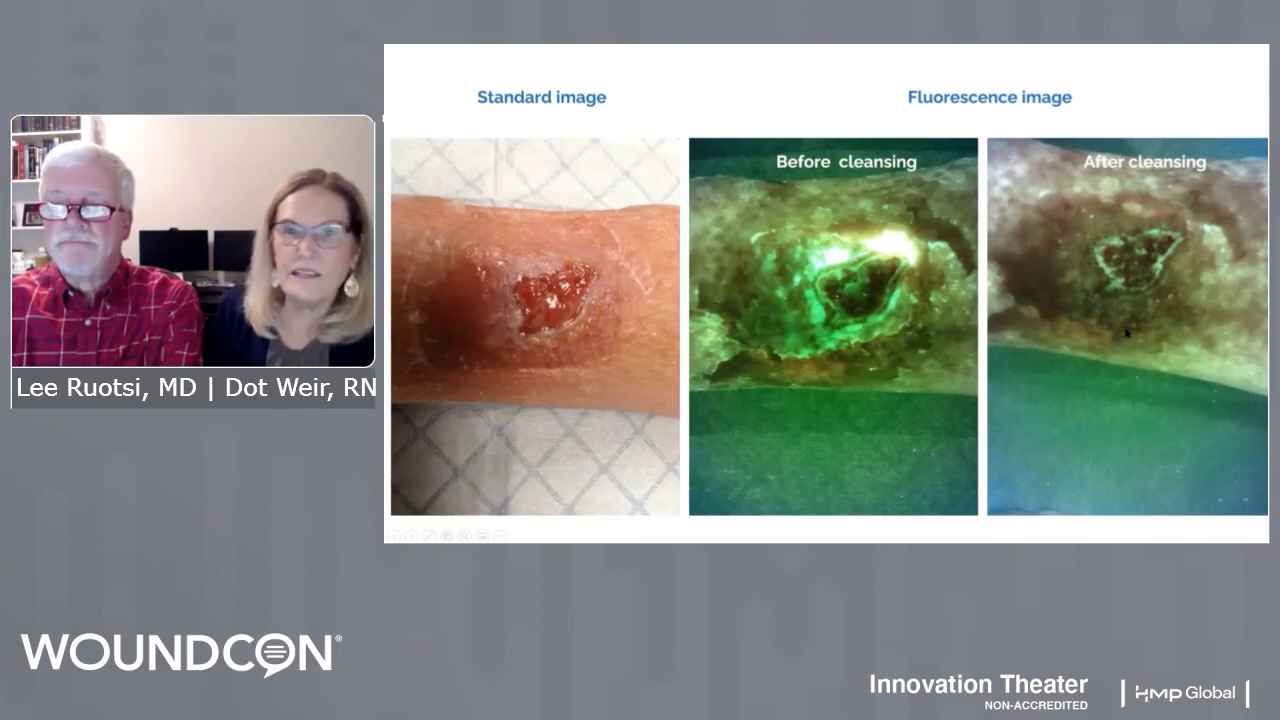 Standard image
Fluorescence image
Before cleansing
After cleansing
Lee Ruotsi, MD | Dot Weir, RN
WOUNDCON®
Innovation Theater
NON-ACCREDITED
HMP Global